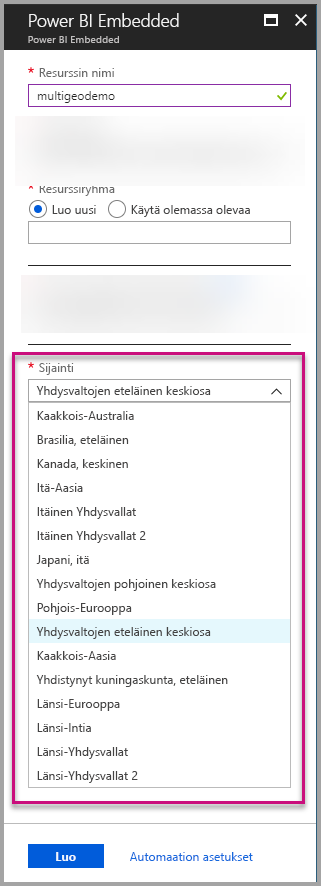 Power BI Embedded
Power BI Embedded
* Resurssin nimi
multigeodemo
* Resurssiryhmä
Luo uusi Käytä olemassa olevaa
* Sijainti
Yhdysvaltojen eteläinen keskiosa
Kaakkois-Australia
Brasilia, eteläinen
Kanada, keskinen
Itä-Aasia
Itäinen Yhdysvallat
Itäinen Yhdysvallat 2
Japani, itä
Yhdysvaltojen pohjoinen keskiosa
Pohjois-Eurooppa
Yhdysvaltojen eteläinen keskiosa
Kaakkois-Aasia
Yhdistynyt kuningaskunta, eteläinen
Länsi-Eurooppa
Länsi-Intia
Länsi-Yhdysvallat
Länsi-Yhdysvallat 2
Luo Automaation asetukset